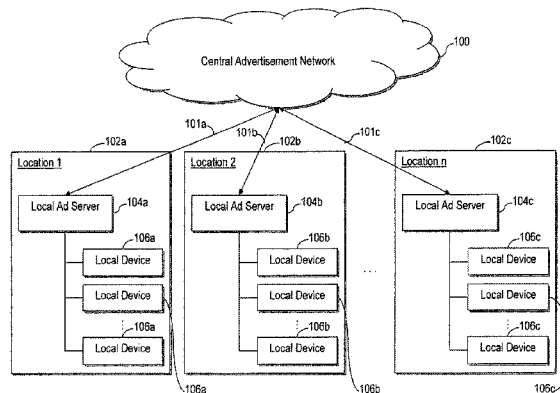 100
Central Advertisement Network
101a
101b
102b
101c
102a
102c
Location 1
Location 2
Location n
Local Ad Server
104a
Local Ad Server
104b
Local Ad Server
104c
106a
106b
106c
Local Device
Local Device
Local Device
Local Device
Local Device
...
Local Device
106a
106b
106c
Local Device
Local Device
Local Device
106a
106b
106c